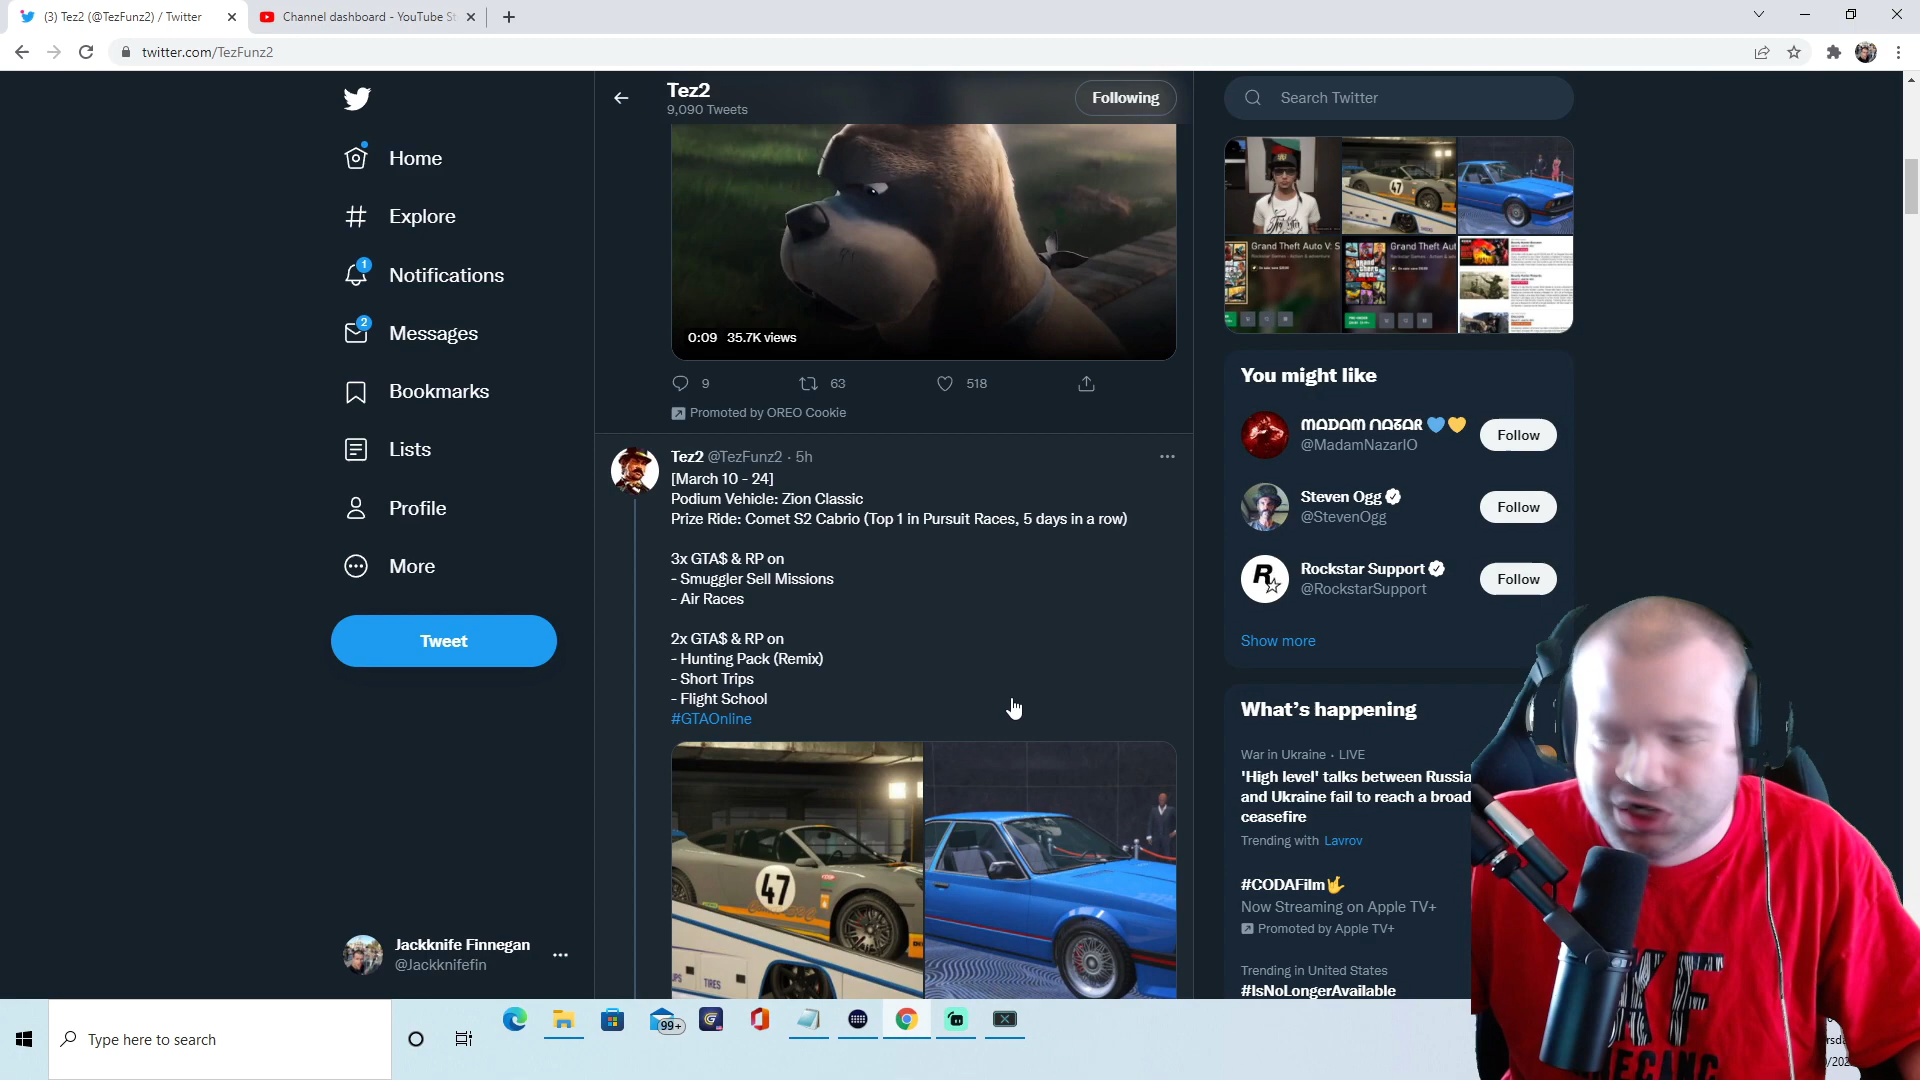 (3) Tez2 (@TezFunz2) / Twitter
Channel dashboard - YouTube St
twitter.com/TezFunz2
Tez2
9,090 Tweets
Following
Search Twitter
Home
Explore
1
Notifications
2
Messages
Bookmarks
Lists
Profile
More
Tweet
Jackknife Finnegan
@Jackknifefin
0:09 35.7K views
9 63 518
Promoted by OREO Cookie
Tez2 @TezFunz2 · 5h
[March 10 - 24]
Podium Vehicle: Zion Classic
Prize Ride: Comet S2 Cabrio (Top 1 in Pursuit Races, 5 days in a row)
3x GTA$ & RP on
- Smuggler Sell Missions
- Air Races
2x GTA$ & RP on
- Hunting Pack (Remix)
- Short Trips
- Flight School
#GTAOnline
47
TIRES
47
Grand Theft Auto V: S
Grand Theft Aut
You might like
MADAM NAZAR 💙💛
@MadamNazarIO
Follow
Steven Ogg
@StevenOgg
Follow
Rockstar Support
@RockstarSupport
Follow
Show more
What's happening
War in Ukraine · LIVE
'High level' talks between Russia
and Ukraine fail to reach a broad
ceasefire
Trending with Lavrov
#CODAFilm🤟
Now Streaming on Apple TV+
Promoted by Apple TV+
Trending in United States
#IsNoLongerAvailable
Type here to search
99+